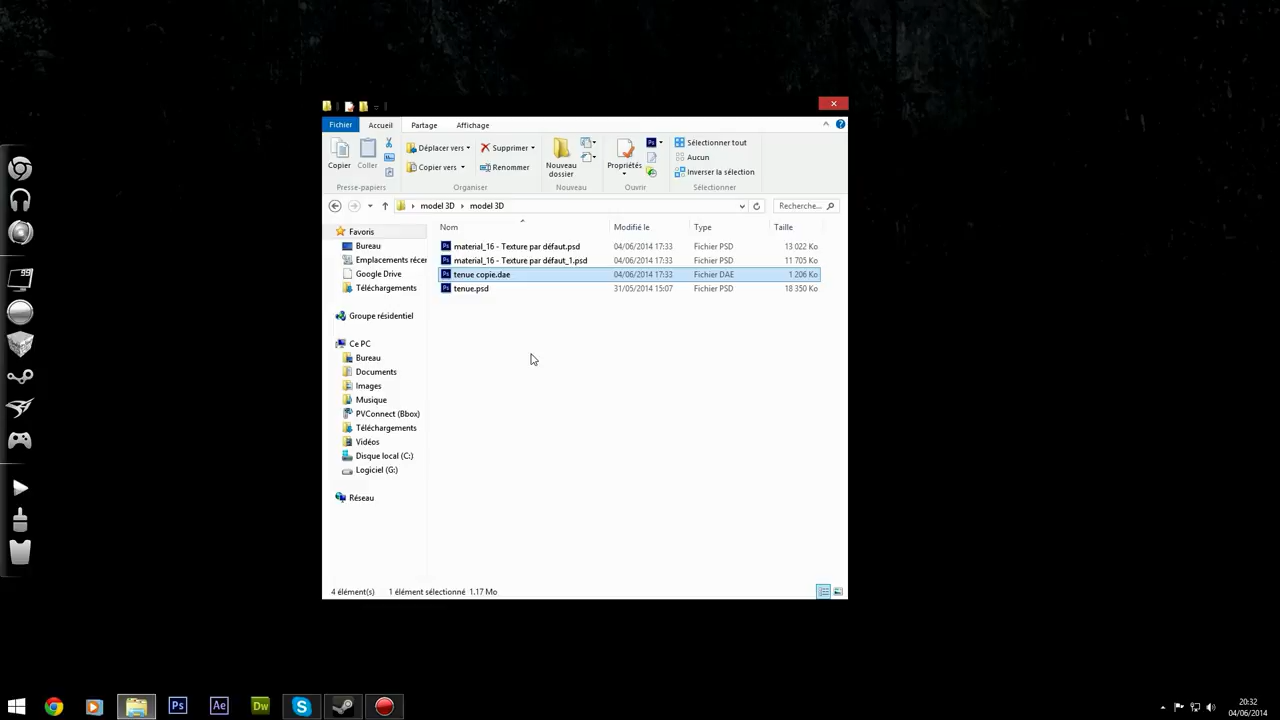 Fichier Accueil Partage Affichage
Copier
Coller
Déplacer vers
Copier vers
Supprimer
Renommer
Nouveau
dossier
Propriétés
Sélectionner tout
Aucun
Inverser la sélection
Presse-papiers Organiser Nouveau Ouvrir Sélectionner
model 3D model 3D Recherche...
Nom Modifié le Type Taille
material_16 - Texture par défaut.psd 04/06/2014 17:33 Fichier PSD 13 022 Ko
material_16 - Texture par défaut_1.psd 04/06/2014 17:33 Fichier PSD 11 705 Ko
tenue copie.dae 04/06/2014 17:33 Fichier DAE 1 206 Ko
tenue.psd 31/05/2014 15:07 Fichier PSD 18 350 Ko
Favoris
Bureau
Emplacements récer
Google Drive
Téléchargements
Groupe résidentiel
Ce PC
Bureau
Documents
Images
Musique
PVConnect (Bbox)
Téléchargements
Vidéos
Disque local (C:)
Logiciel (G:)
Réseau
4 élément(s) 1 élément sélectionné 1.17 Mo
Ps Ae Dw
20:32
04/06/2014